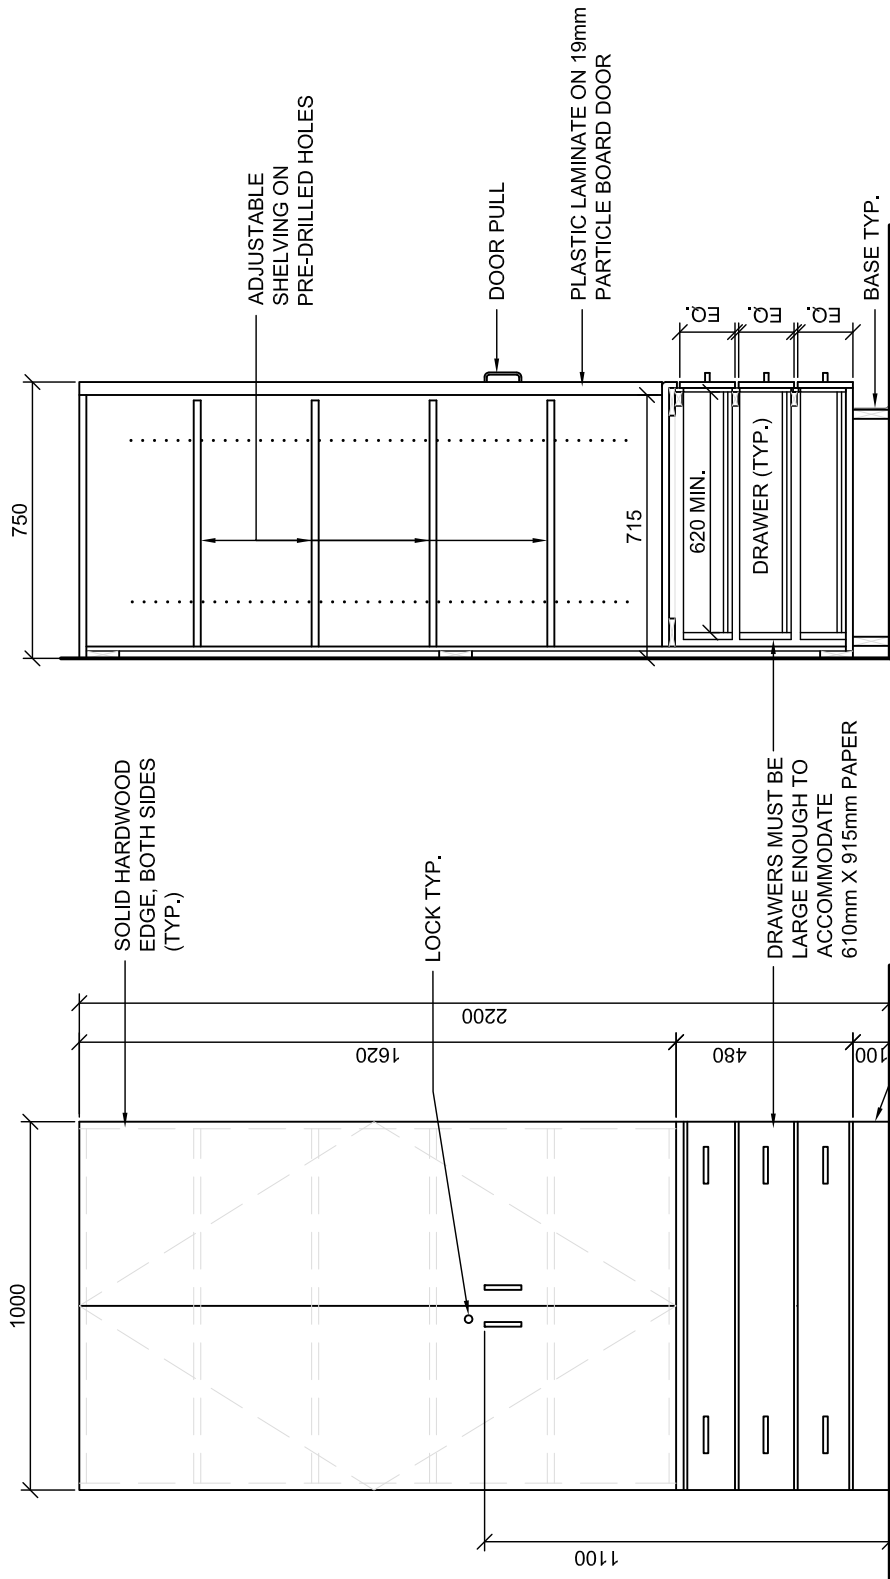 750
ADJUSTABLE
SHELVING ON
PRE-DRILLED HOLES
DOOR PULL
PLASTIC LAMINATE ON 19mm
PARTICLE BOARD DOOR
715
620 MIN.
DRAWER (TYP.)
EQ.
EQ.
EQ.
BASE TYP.
1000
SOLID HARDWOOD
EDGE, BOTH SIDES
(TYP.)
LOCK TYP.
2200
1620
480
100
DRAWERS MUST BE
LARGE ENOUGH TO
ACCOMMODATE
610mm X 915mm PAPER
1100